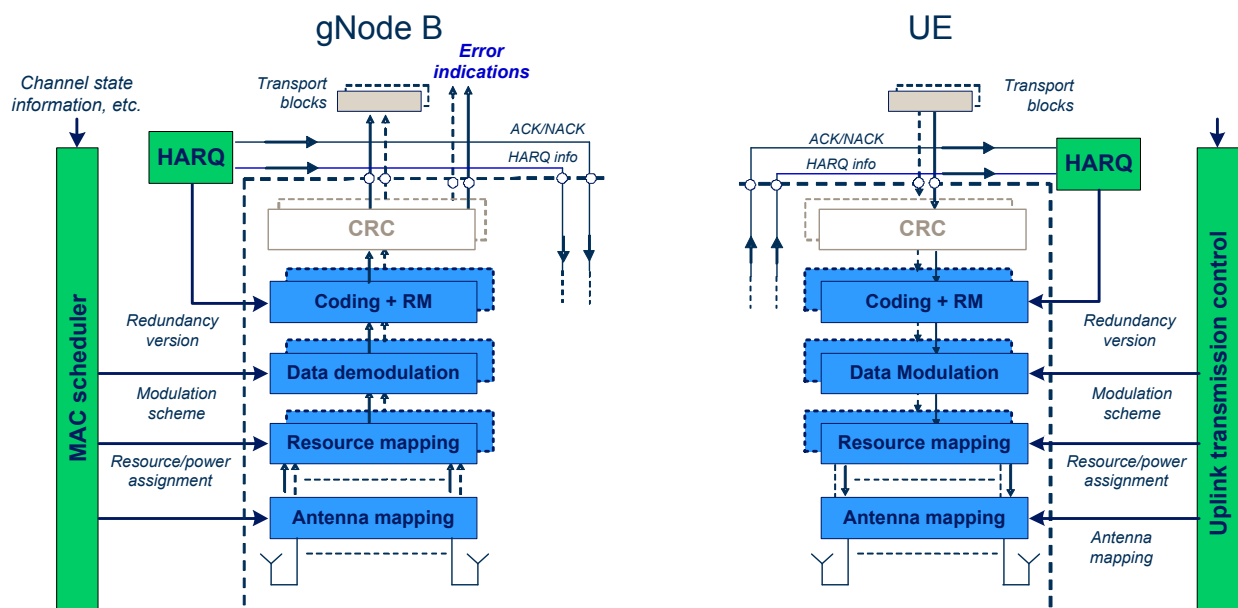 gNode B
UE
Error
indications
Channel state
information, etc.
Transport
blocks
Transport
blocks
HARQ
ACK/NACK
HARQ info
ACK/NACK
HARQ info
HARQ
MAC scheduler
CRC
Coding + RM
Redundancy
version
Data demodulation
Modulation
scheme
Resource mapping
Resource/power
assignment
Antenna mapping
CRC
Coding + RM
Redundancy
version
Data Modulation
Modulation
scheme
Resource mapping
Resource/power
assignment
Antenna mapping
Antenna
mapping
Uplink transmission control